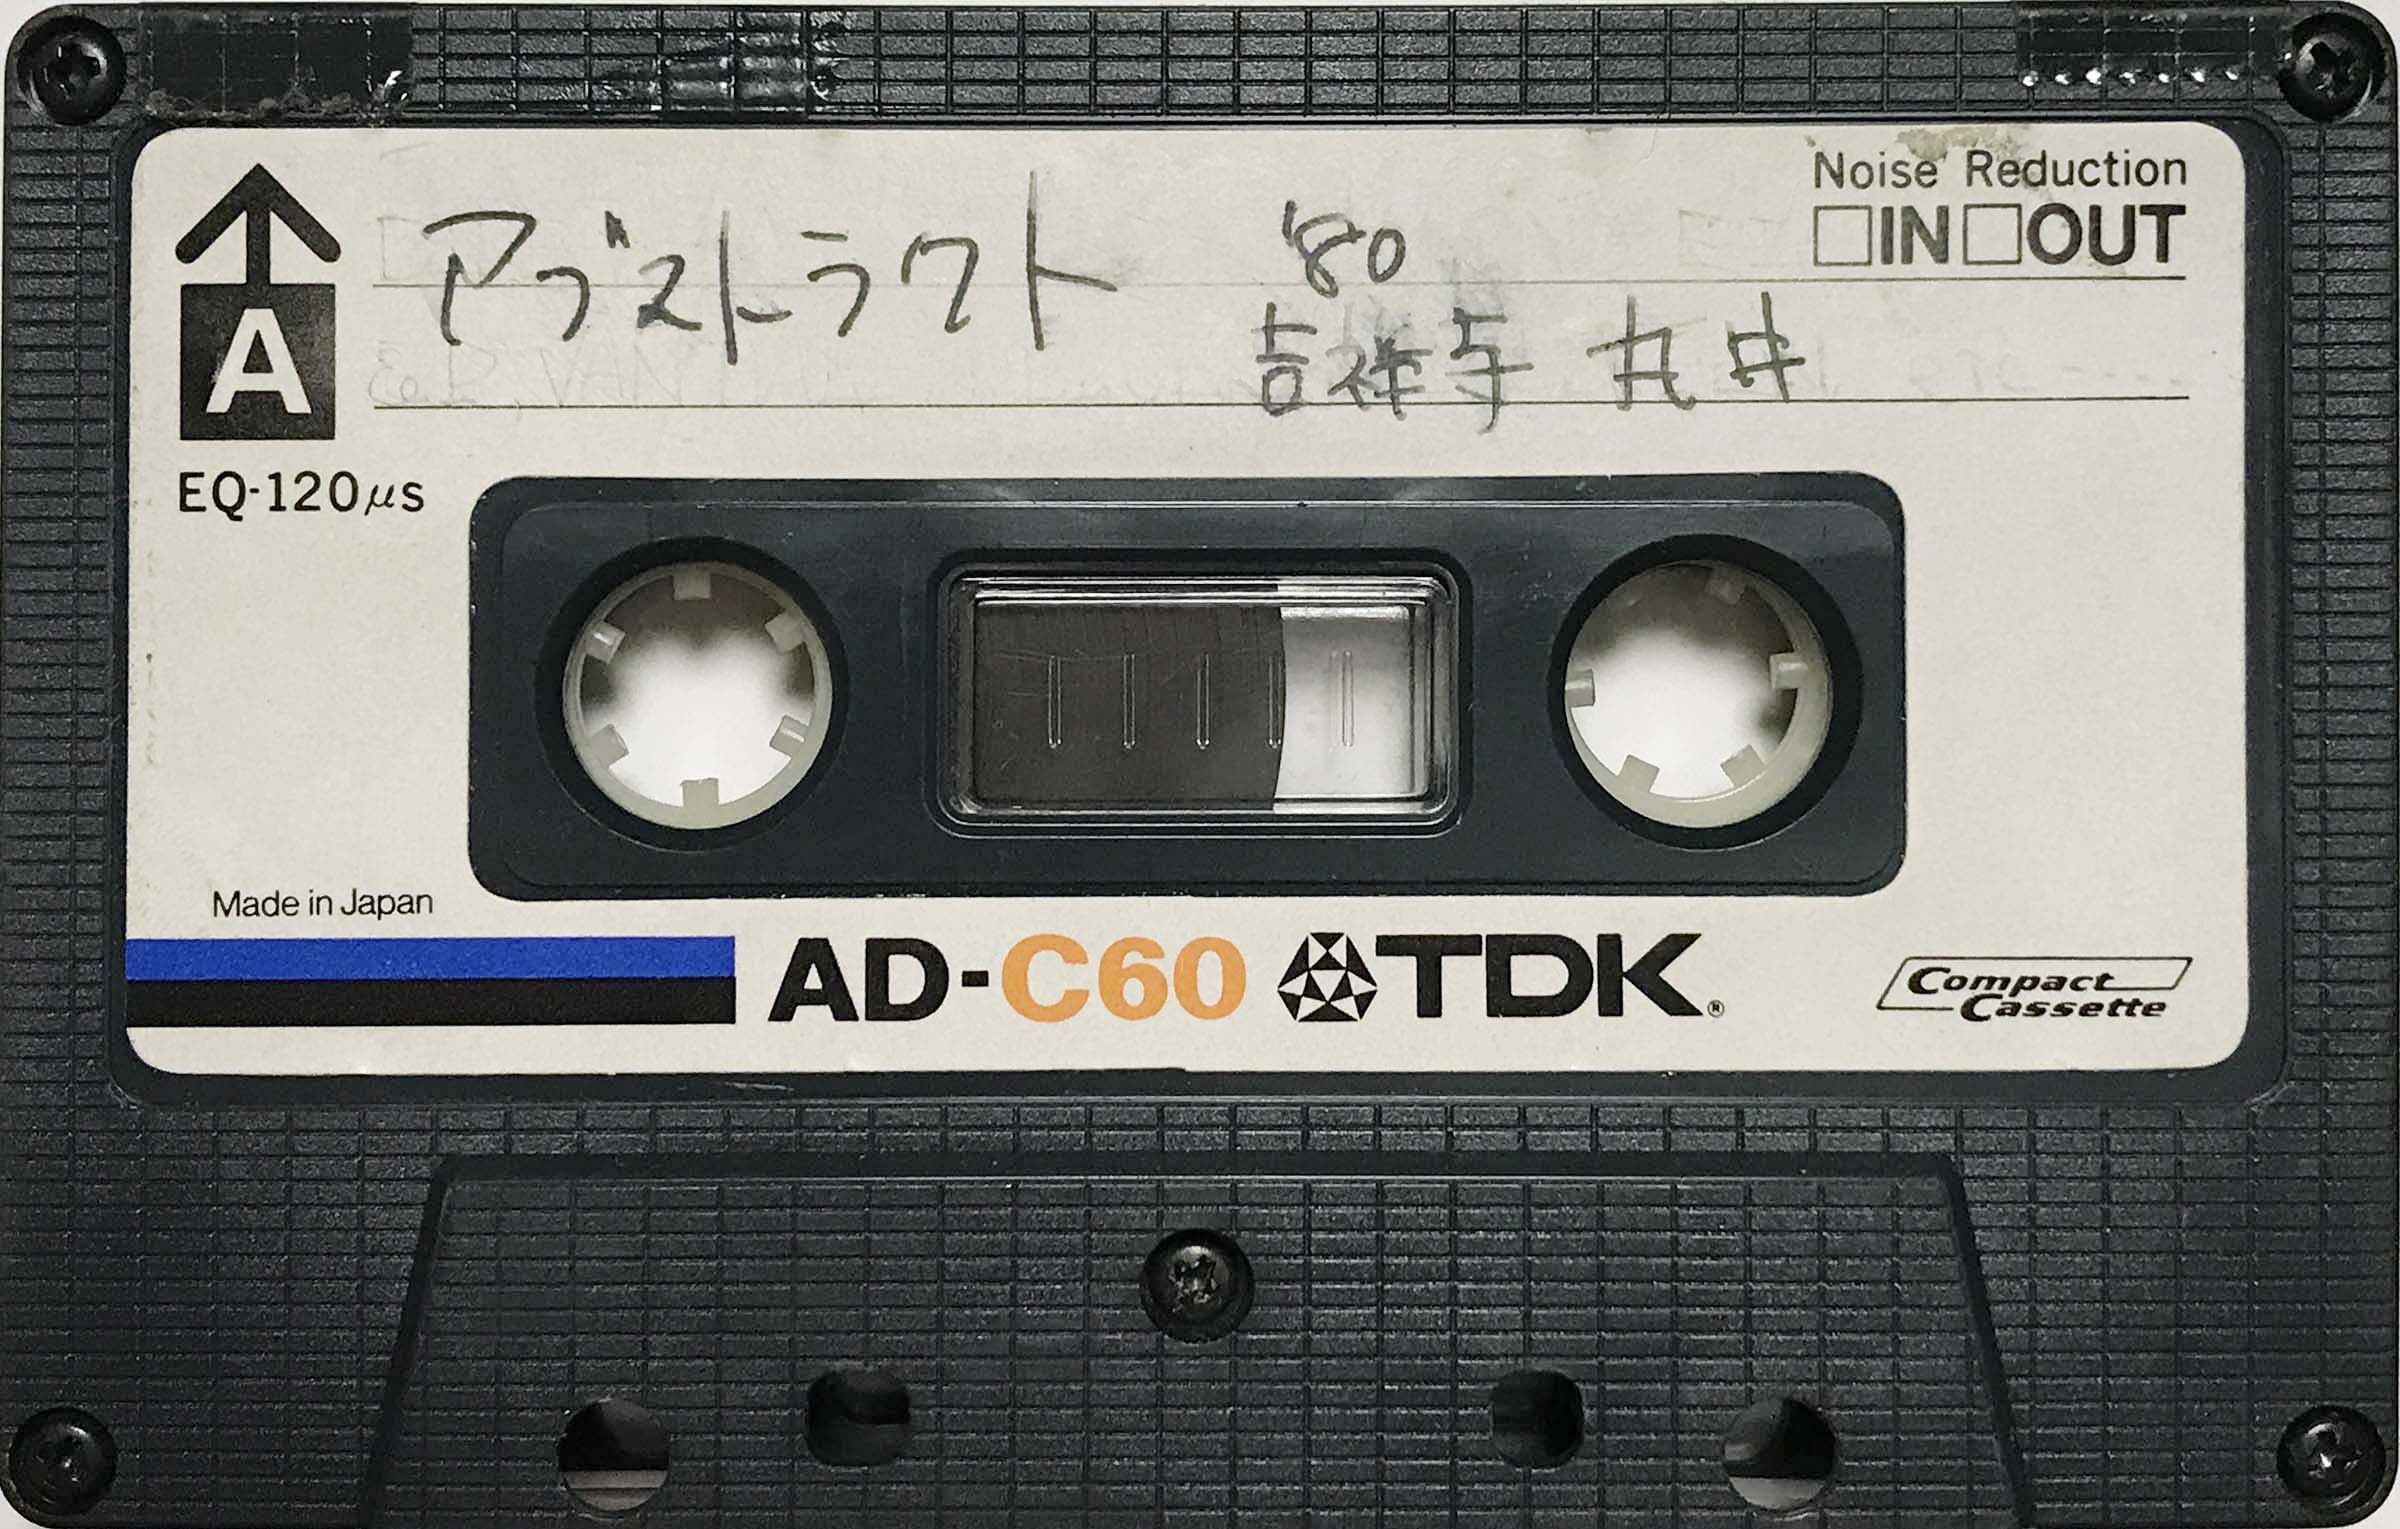 アブストラクト '80
吉祥寺 丸井
Noise Reduction
□IN□OUT
A
EQ-120μs
Made in Japan
AD-C60 TDK®
Compact
Cassette